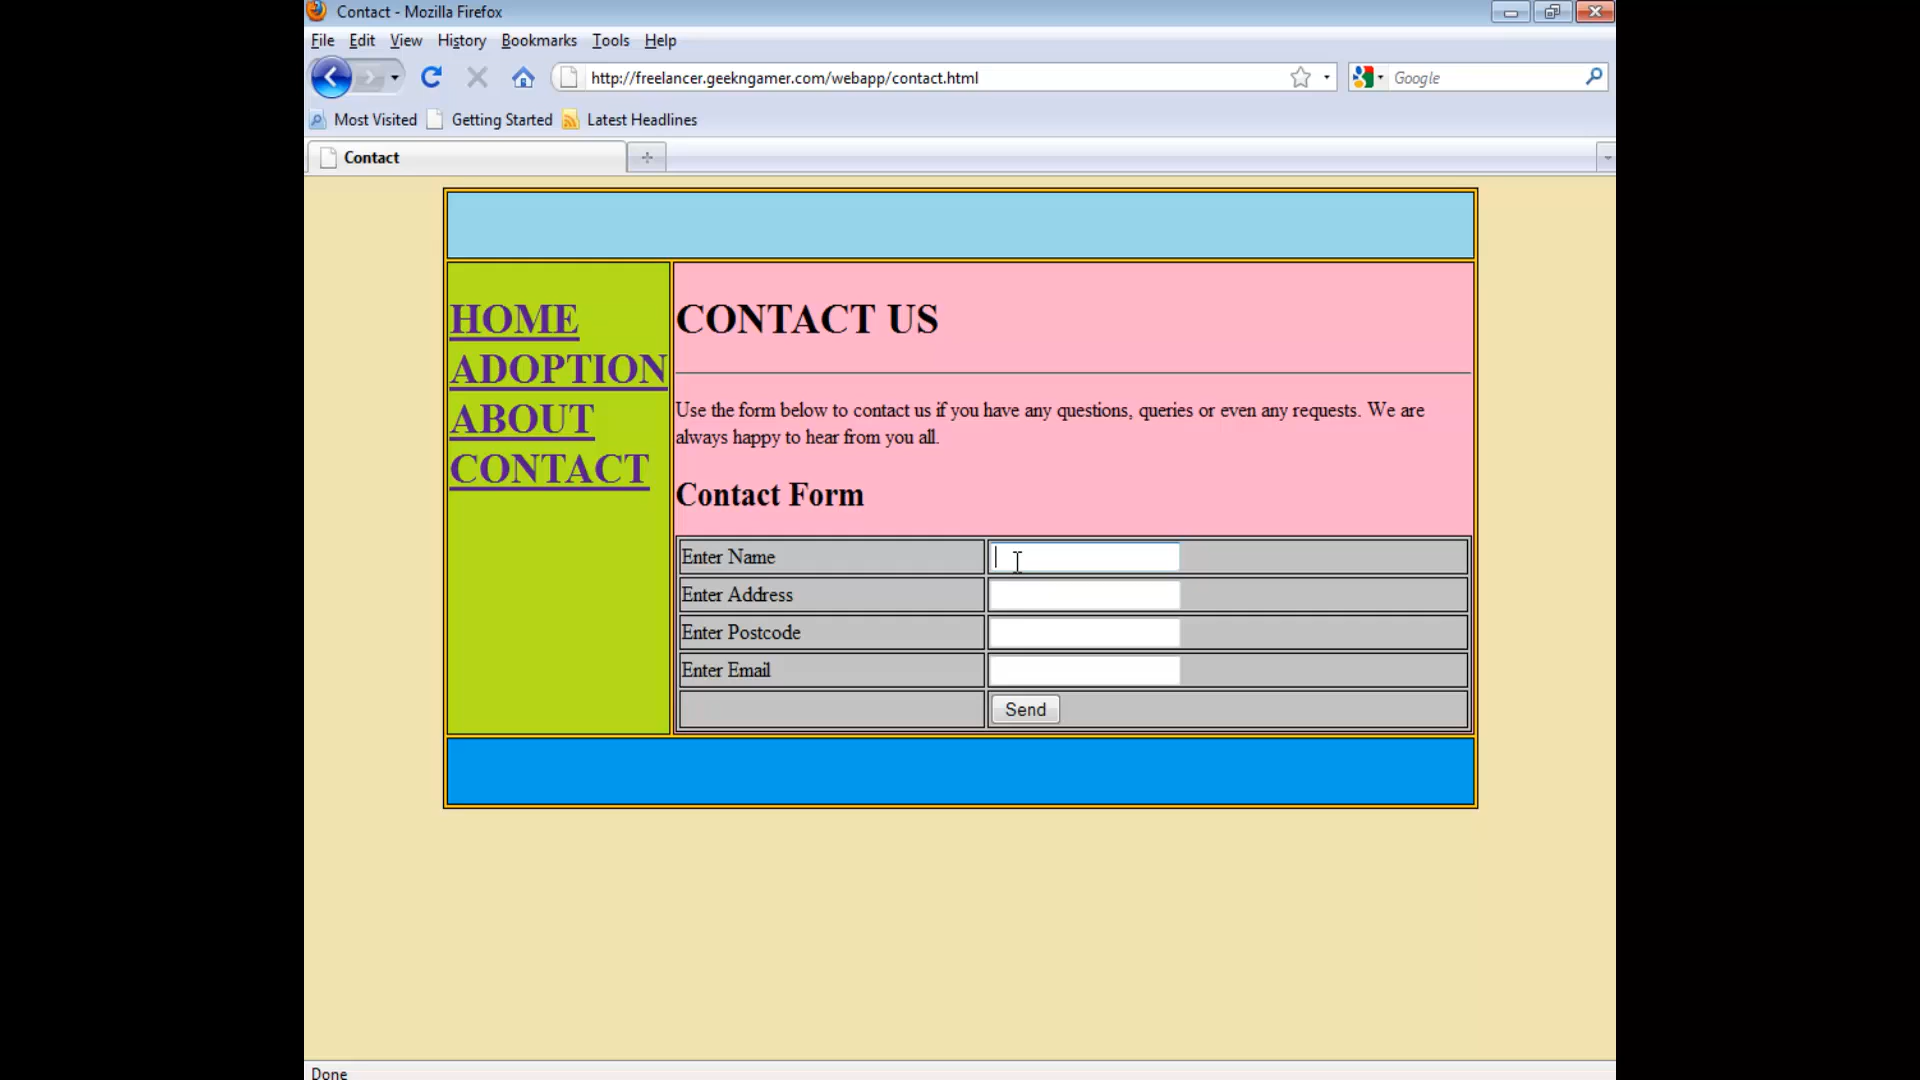 Contact - Mozilla Firefox
File Edit View History Bookmarks Tools Help
http://freelancer.geekngamer.com/webapp/contact.html Google
Most Visited Getting Started Latest Headlines
Contact
HOME
ADOPTION
ABOUT
CONTACT
CONTACT US
Use the form below to contact us if you have any questions, queries or even any requests. We are
always happy to hear from you all.
Contact Form
Enter Name
Enter Address
Enter Postcode
Enter Email
Send
Done